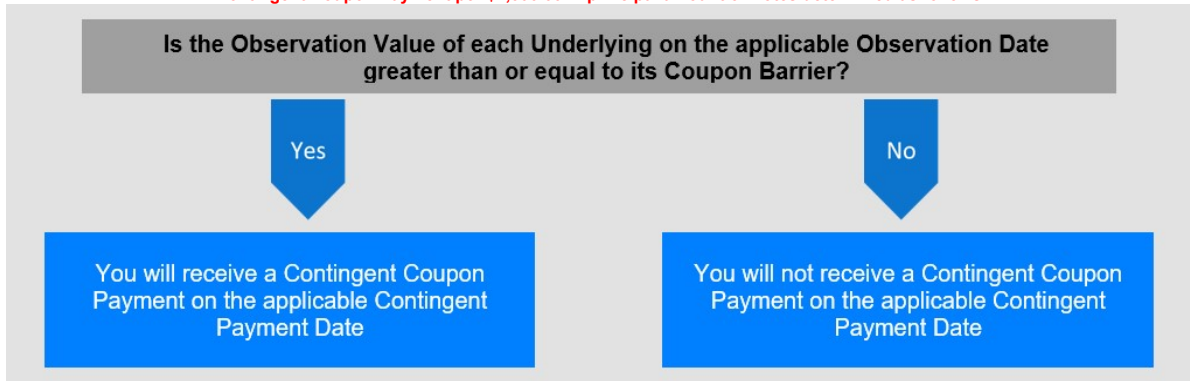 Is the Observation Value of each Underlying on the applicable Observation Date
greater than or equal to its Coupon Barrier?
Yes
No
You will receive a Contingent Coupon
Payment on the applicable Contingent
Payment Date
You will not receive a Contingent Coupon
Payment on the applicable Contingent
Payment Date